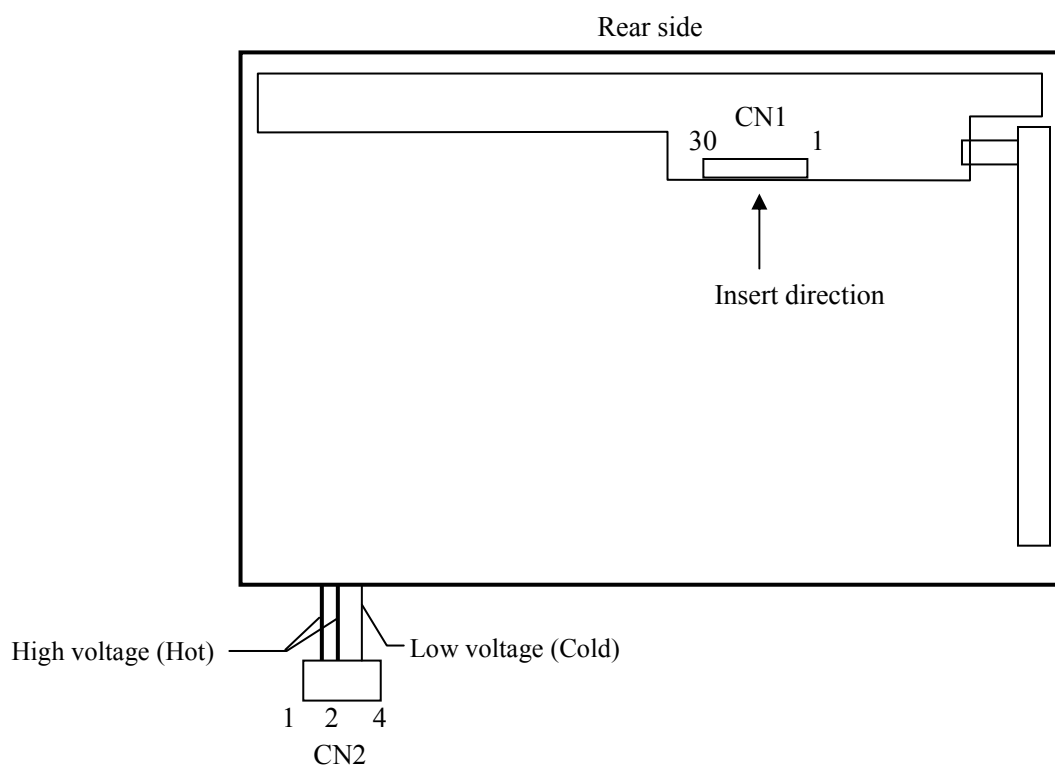 Rear side
CN1
30 1
Insert direction
High voltage (Hot)
Low voltage (Cold)
1 2 4
CN2